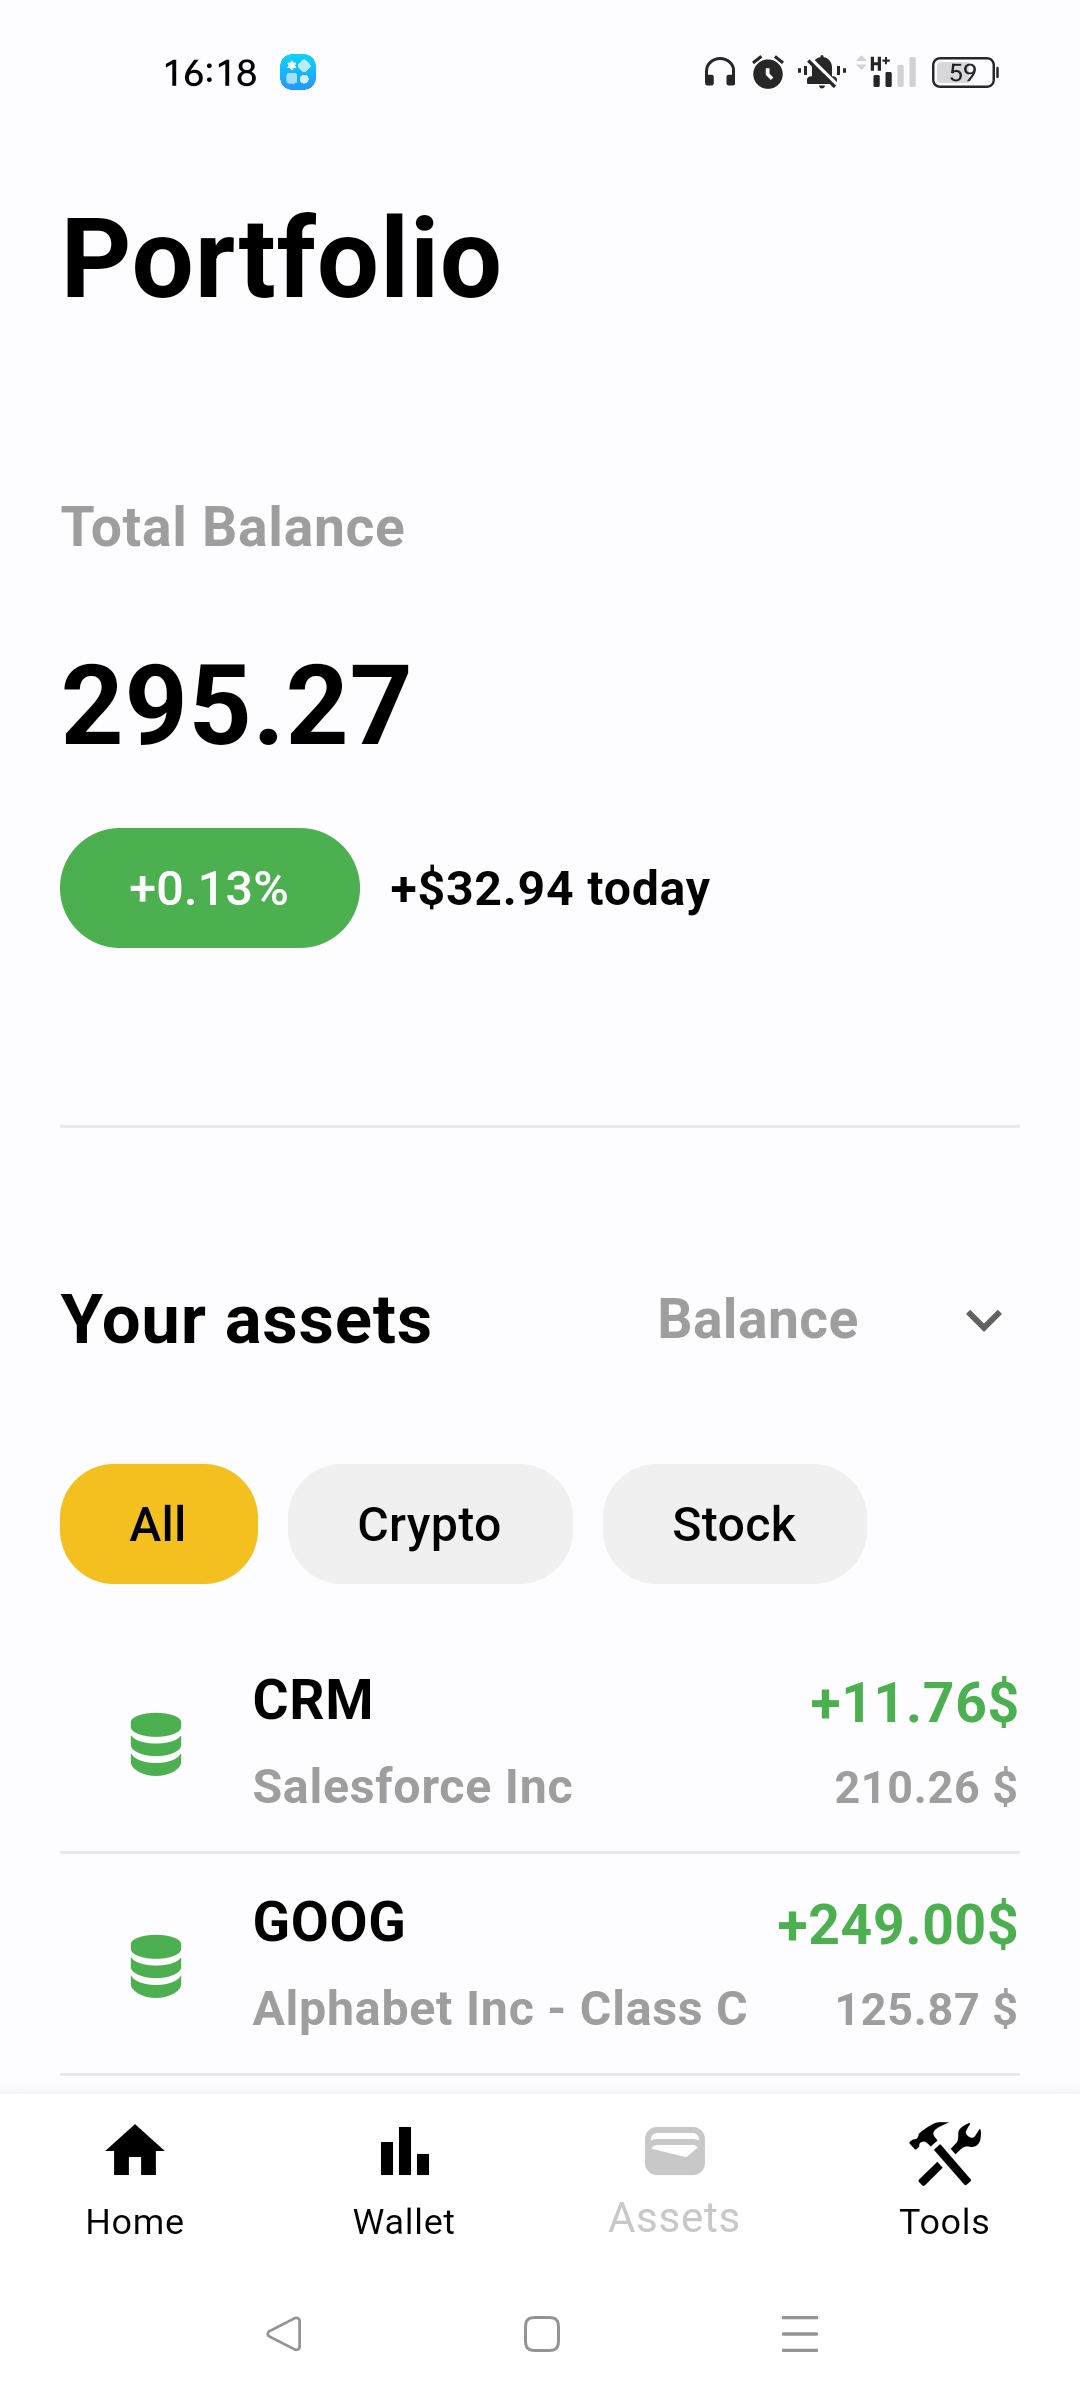 16:18
H+
59
Portfolio
Total Balance
295.27
+0.13% +$32.94 today
Your assets Balance
All Crypto Stock
CRM +11.76$
Salesforce Inc 210.26 $
GOOG +249.00$
Alphabet Inc - Class C 125.87 $
Home Wallet Assets Tools